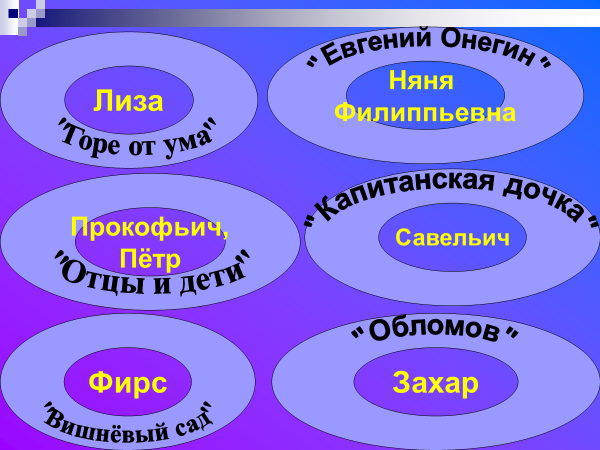 Лиза
"Горе от ума"
"Евгений Онегин"
Няня
Филиппьевна
Прокофьич,
Пётр
"Отцы и дети"
"Капитанская дочка"
Савельич
Фирс
"Вишнёвый сад"
"Обломов"
Захар